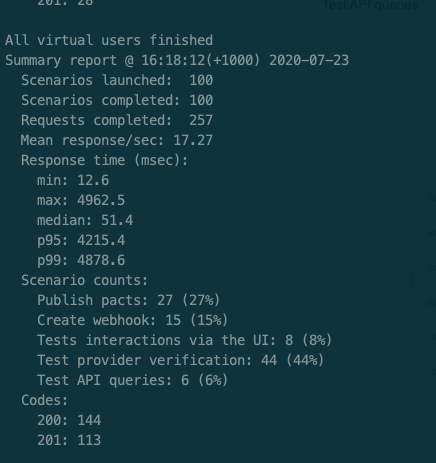 201: 28
Test API queries
All virtual users finished
Summary report @ 16:18:12(+1000) 2020-07-23
Scenarios launched: 100
Scenarios completed: 100
Requests completed: 257
Mean response/sec: 17.27
Response time (msec):
min: 12.6
max: 4962.5
median: 51.4
p95: 4215.4
p99: 4878.6
Scenario counts:
Publish pacts: 27 (27%)
Create webhook: 15 (15%)
Tests interactions via the UI: 8 (8%)
Test provider verification: 44 (44%)
Test API queries: 6 (6%)
Codes:
200: 144
201: 113